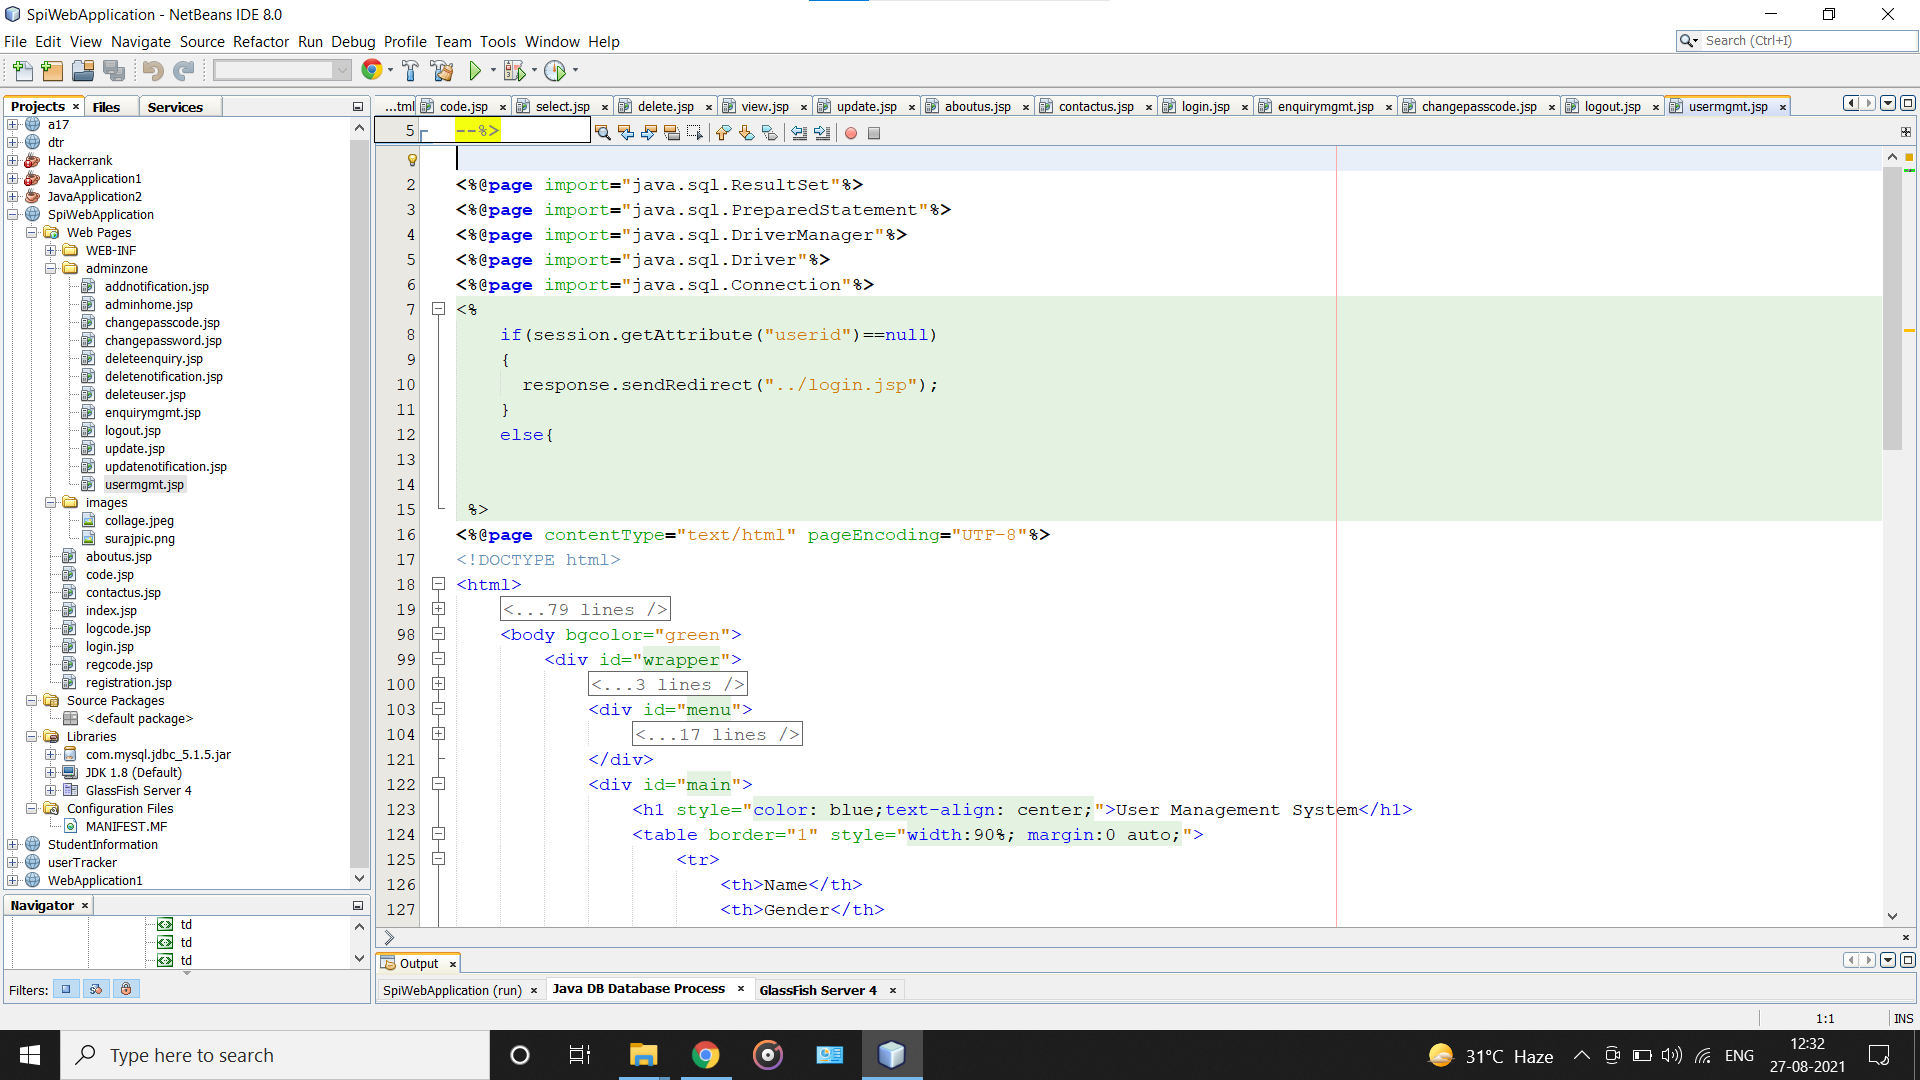 SpiWebApplication - NetBeans IDE 8.0
File Edit View Navigate Source Refactor Run Debug Profile Team Tools Window Help
Search (Ctrl+I)
Projects Files Services
...tml code.jsp select.jsp delete.jsp view.jsp update.jsp aboutus.jsp contactus.jsp login.jsp enquirymgmt.jsp changepasscode.jsp logout.jsp usermgmt.jsp
a17
dtr
Hackerrank
JavaApplication1
JavaApplication2
SpiWebApplication
Web Pages
WEB-INF
adminzone
addnotification.jsp
adminhome.jsp
changepasscode.jsp
changepassword.jsp
deleteenquiry.jsp
deletenotification.jsp
deleteuser.jsp
enquirymgmt.jsp
logout.jsp
update.jsp
updatenotification.jsp
usermgmt.jsp
images
collage.jpeg
surajpic.png
aboutus.jsp
code.jsp
contactus.jsp
index.jsp
logcode.jsp
login.jsp
regcode.jsp
registration.jsp
Source Packages
<default package>
Libraries
com.mysql.jdbc_5.1.5.jar
JDK 1.8 (Default)
GlassFish Server 4
Configuration Files
MANIFEST.MF
StudentInformation
userTracker
WebApplication1
Navigator
td
td
td
Filters:
5 --%>
2 <%@page import="java.sql.ResultSet"%>
3 <%@page import="java.sql.PreparedStatement"%>
4 <%@page import="java.sql.DriverManager"%>
5 <%@page import="java.sql.Driver"%>
6 <%@page import="java.sql.Connection"%>
7 <%
8 if(session.getAttribute("userid")==null)
9 {
10 response.sendRedirect("../login.jsp");
11 }
12 else{
13
14
15 %>
16 <%@page contentType="text/html" pageEncoding="UTF-8"%>
17 <!DOCTYPE html>
18 <html>
19 <...79 lines />
98 <body bgcolor="green">
99 <div id="wrapper">
100 <...3 lines />
103 <div id="menu">
104 <...17 lines />
121 </div>
122 <div id="main">
123 <h1 style="color: blue;text-align: center;">User Management System</h1>
124 <table border="1" style="width:90%; margin:0 auto;">
125 <tr>
126 <th>Name</th>
127 <th>Gender</th>
Output
SpiWebApplication (run) Java DB Database Process GlassFish Server 4
1:1 INS
Type here to search
31°C Haze
ENG
12:32
27-08-2021